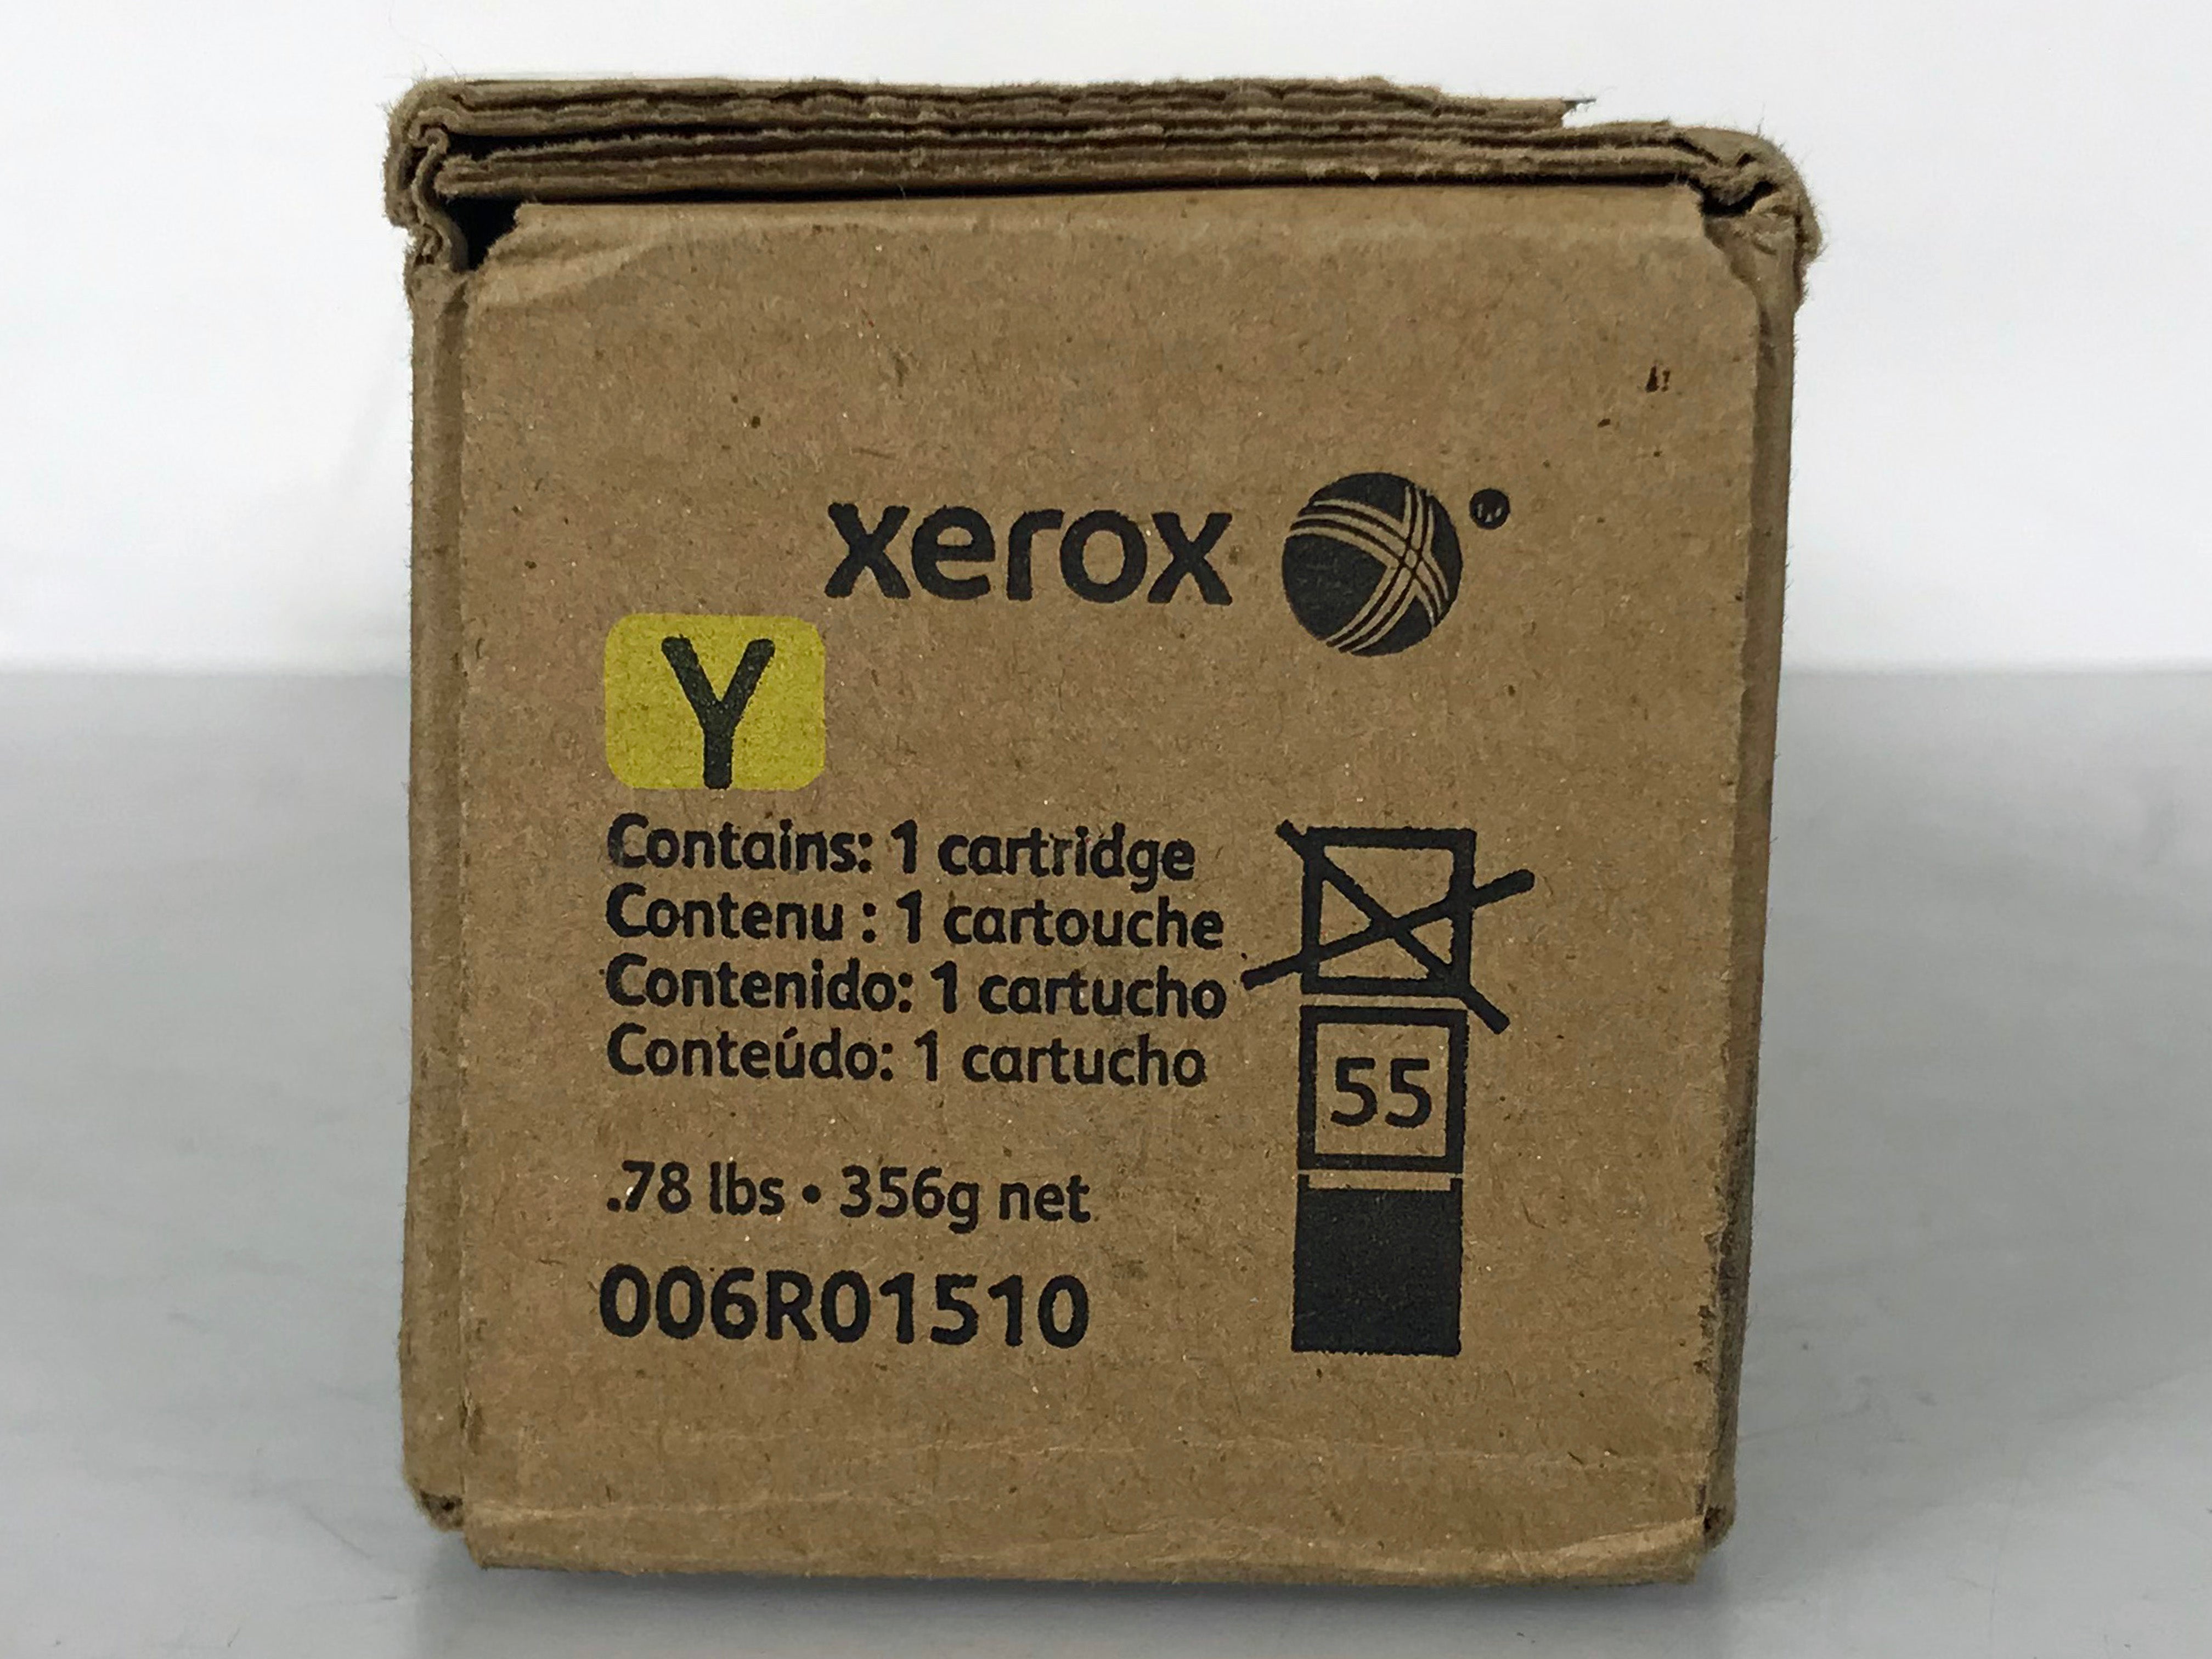 xerox
Y
Contains: 1 cartridge
Contenu : 1 cartouche
Contenido: 1 cartucho
Conteúdo: 1 cartucho
55
.78 lbs • 356g net
006R01510